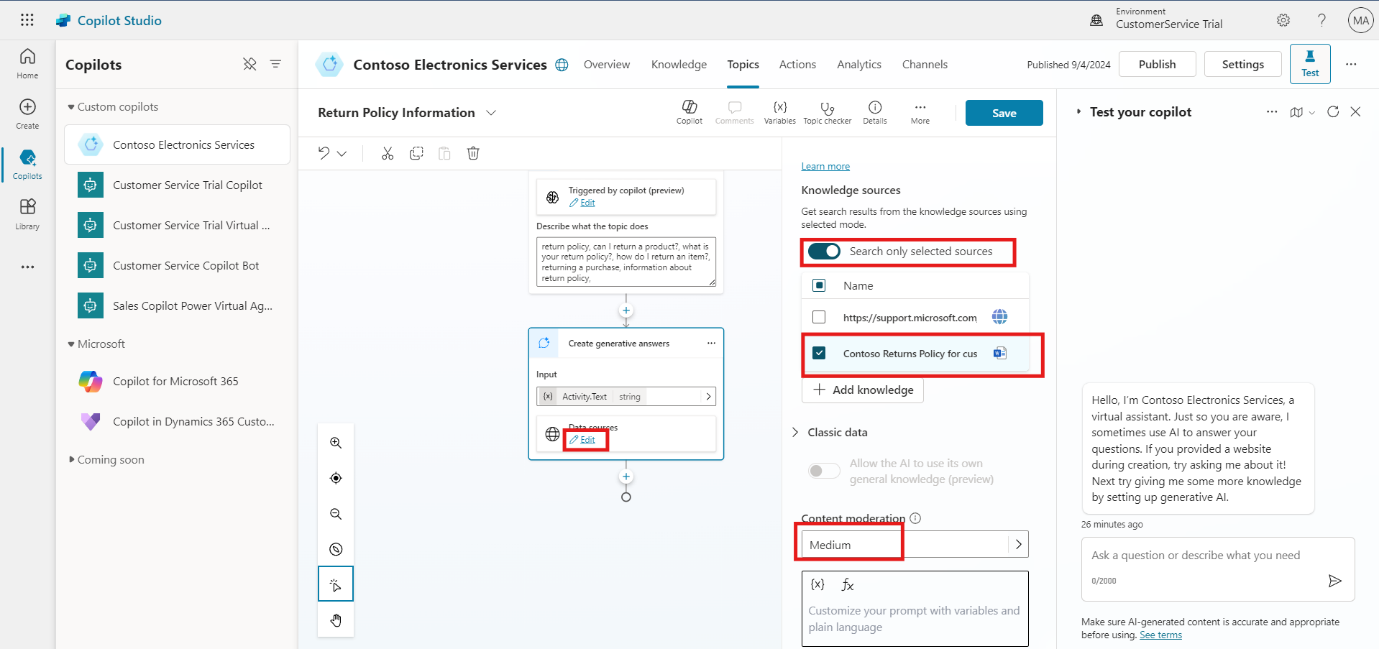 Copilot Studio
Environment
CustomerService Trial
?
MA
Home
Create
Copilots
Library
Copilots
Custom copilots
Contoso Electronics Services
Customer Service Trial Copilot
Customer Service Trial Virtual ...
Customer Service Copilot Bot
Sales Copilot Power Virtual Ag...
Microsoft
Copilot for Microsoft 365
Copilot in Dynamics 365 Custo...
Coming soon
Contoso Electronics Services
Overview
Knowledge
Topics
Actions
Analytics
Channels
Published 9/4/2024
Publish
Settings
Test
Return Policy Information
Copilot
Comments
{x}
Variables
Topic checker
Details
More
Save
Triggered by copilot (preview)
Edit
Describe what the topic does
return policy, can I return a product?, what is
your return policy?, how do I return an item?,
returning a purchase, information about
return policy,
Create generative answers
Input
{x} Activity.Text string
Data sources
Edit
Learn more
Knowledge sources
Get search results from the knowledge sources using
selected mode.
Search only selected sources
Name
https://support.microsoft.com
Contoso Returns Policy for cus
Add knowledge
Classic data
Allow the AI to use its own
general knowledge (preview)
Content moderation
Medium
{x} fx
Customize your prompt with variables and
plain language
Test your copilot
Hello, I'm Contoso Electronics Services, a
virtual assistant. Just so you are aware, I
sometimes use AI to answer your
questions. If you provided a website
during creation, try asking me about it!
Next try giving me some more knowledge
by setting up generative AI.
26 minutes ago
Ask a question or describe what you need
0/2000
Make sure AI-generated content is accurate and appropriate
before using. See terms